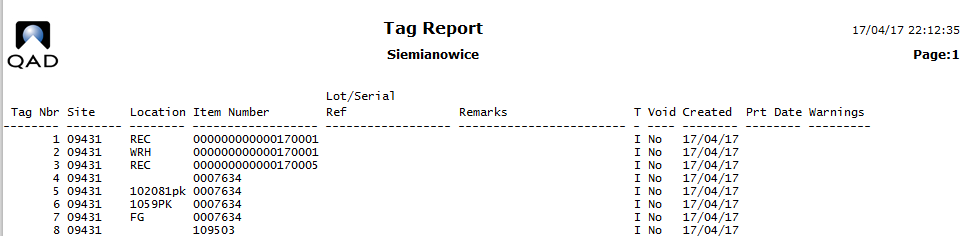 Tag Report
17/04/17 22:12:35
QAD
Siemianowice
Page:1
Lot/Serial
Tag Nbr Site Location Item Number Ref Remarks T Void Created Prt Date Warnings
-------- -------- -------- ------------------ ------------------ ------------------------ - ---- -------- -------- ---------
1 09431 REC 000000000000170001 I No 17/04/17
2 09431 WRH 000000000000170001 I No 17/04/17
3 09431 REC 000000000000170005 I No 17/04/17
4 09431 0007634 I No 17/04/17
5 09431 102081pk 0007634 I No 17/04/17
6 09431 1059PK 0007634 I No 17/04/17
7 09431 FG 0007634 I No 17/04/17
8 09431 109503 I No 17/04/17